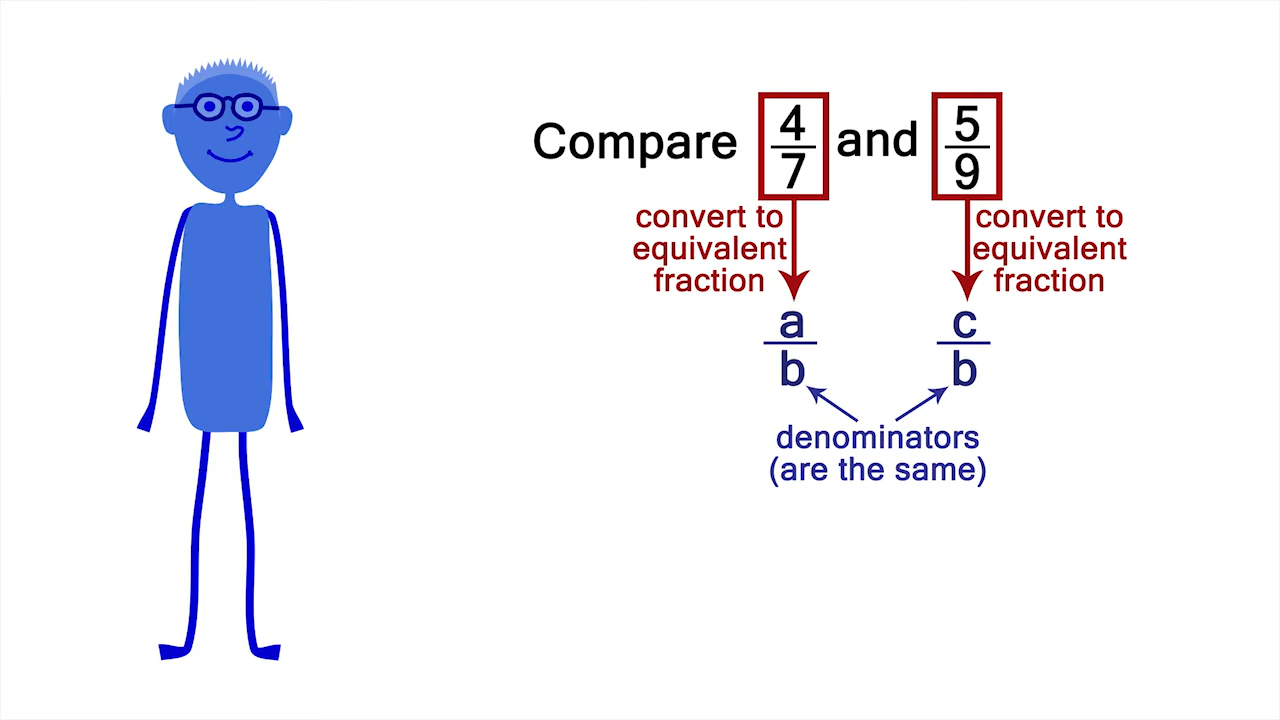 Compare 4/7 and 5/9
convert to convert to
equivalent equivalent
fraction fraction
a c
b b
denominators
(are the same)